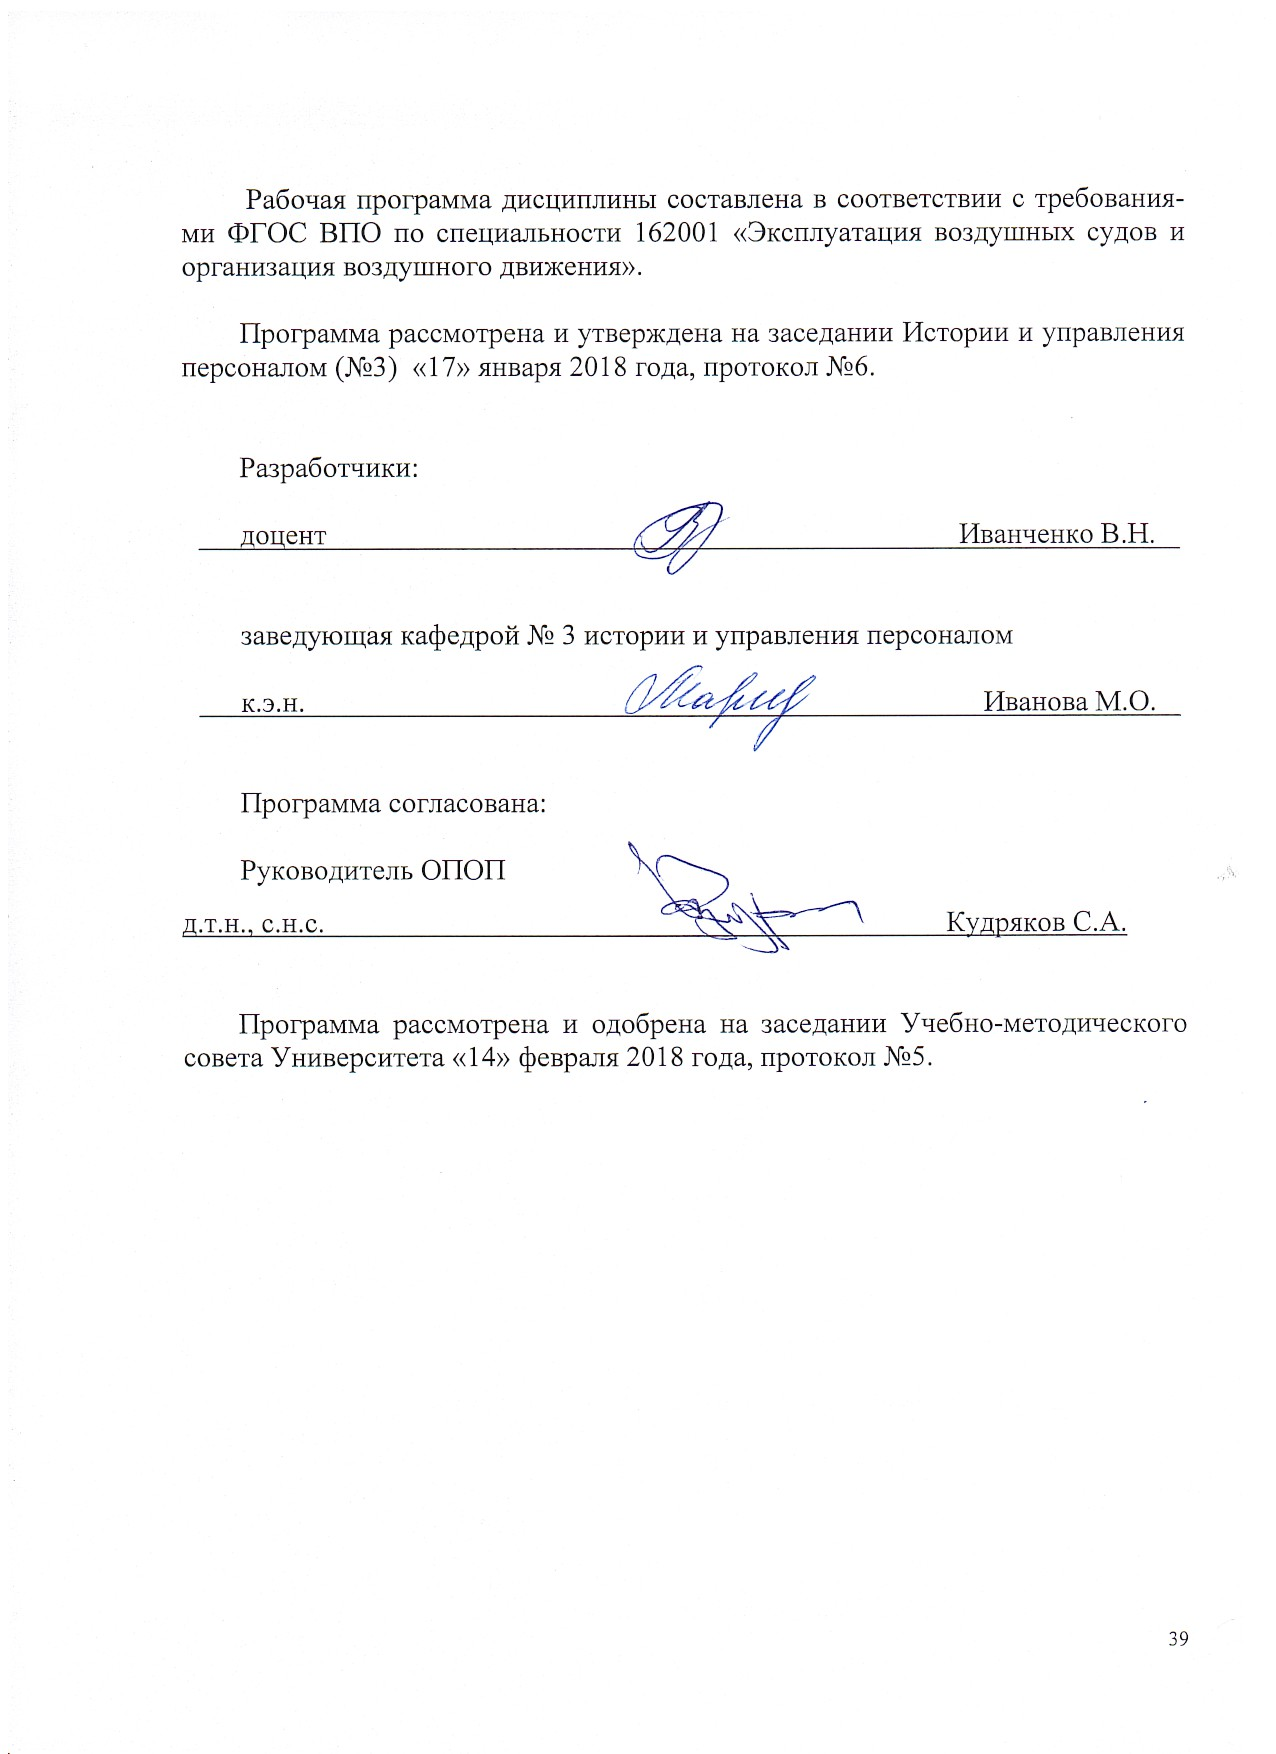 Рабочая программа дисциплины составлена в соответствии с требования-
ми ФГОС ВПО по специальности 162001 «Эксплуатация воздушных судов и
организация воздушного движения».
Программа рассмотрена и утверждена на заседании Истории и управления
персоналом (№3) «17» января 2018 года, протокол №6.
Разработчики:
доцент Иванченко В.Н.
заведующая кафедрой № 3 истории и управления персоналом
к.э.н. Иванова М.О.
Программа согласована:
Руководитель ОПОП
д.т.н., с.н.с. Кудряков С.А.
Программа рассмотрена и одобрена на заседании Учебно-методического
совета Университета «14» февраля 2018 года, протокол №5.
39